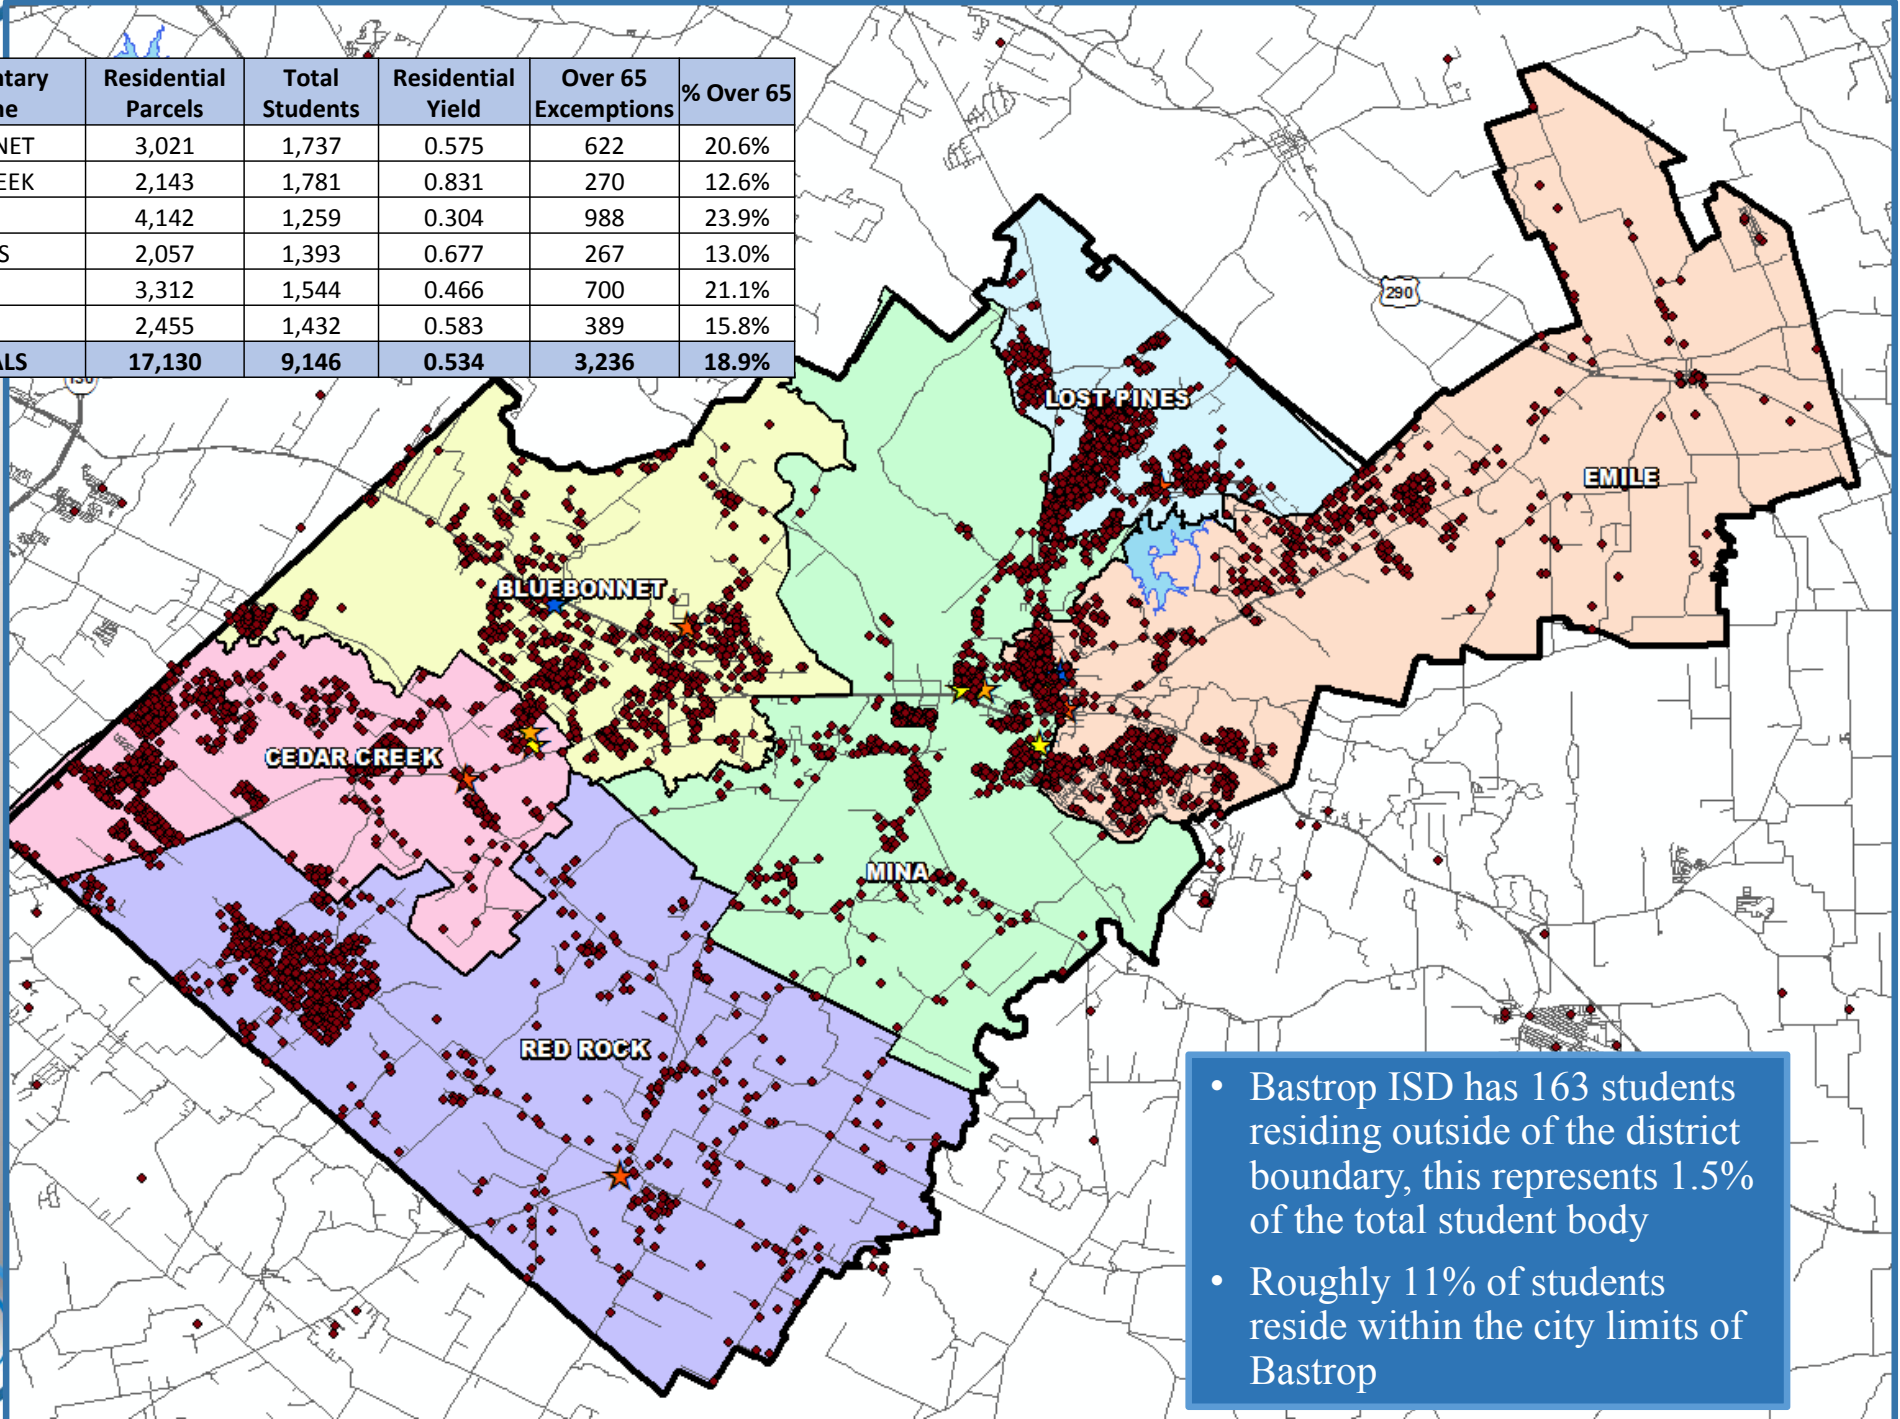 ntary Residential Total Residential Over 65 % Over 65
ne Parcels Students Yield Excemptions
NET 3,021 1,737 0.575 622 20.6%
EEK 2,143 1,781 0.831 270 12.6%
4,142 1,259 0.304 988 23.9%
S 2,057 1,393 0.677 267 13.0%
3,312 1,544 0.466 700 21.1%
2,455 1,432 0.583 389 15.8%
ALS 17,130 9,146 0.534 3,236 18.9%
290
LOST PINES
EMILE
BLUEBONNET
CEDAR CREEK
MINA
RED ROCK
• Bastrop ISD has 163 students
residing outside of the district
boundary, this represents 1.5%
of the total student body
• Roughly 11% of students
reside within the city limits of
Bastrop